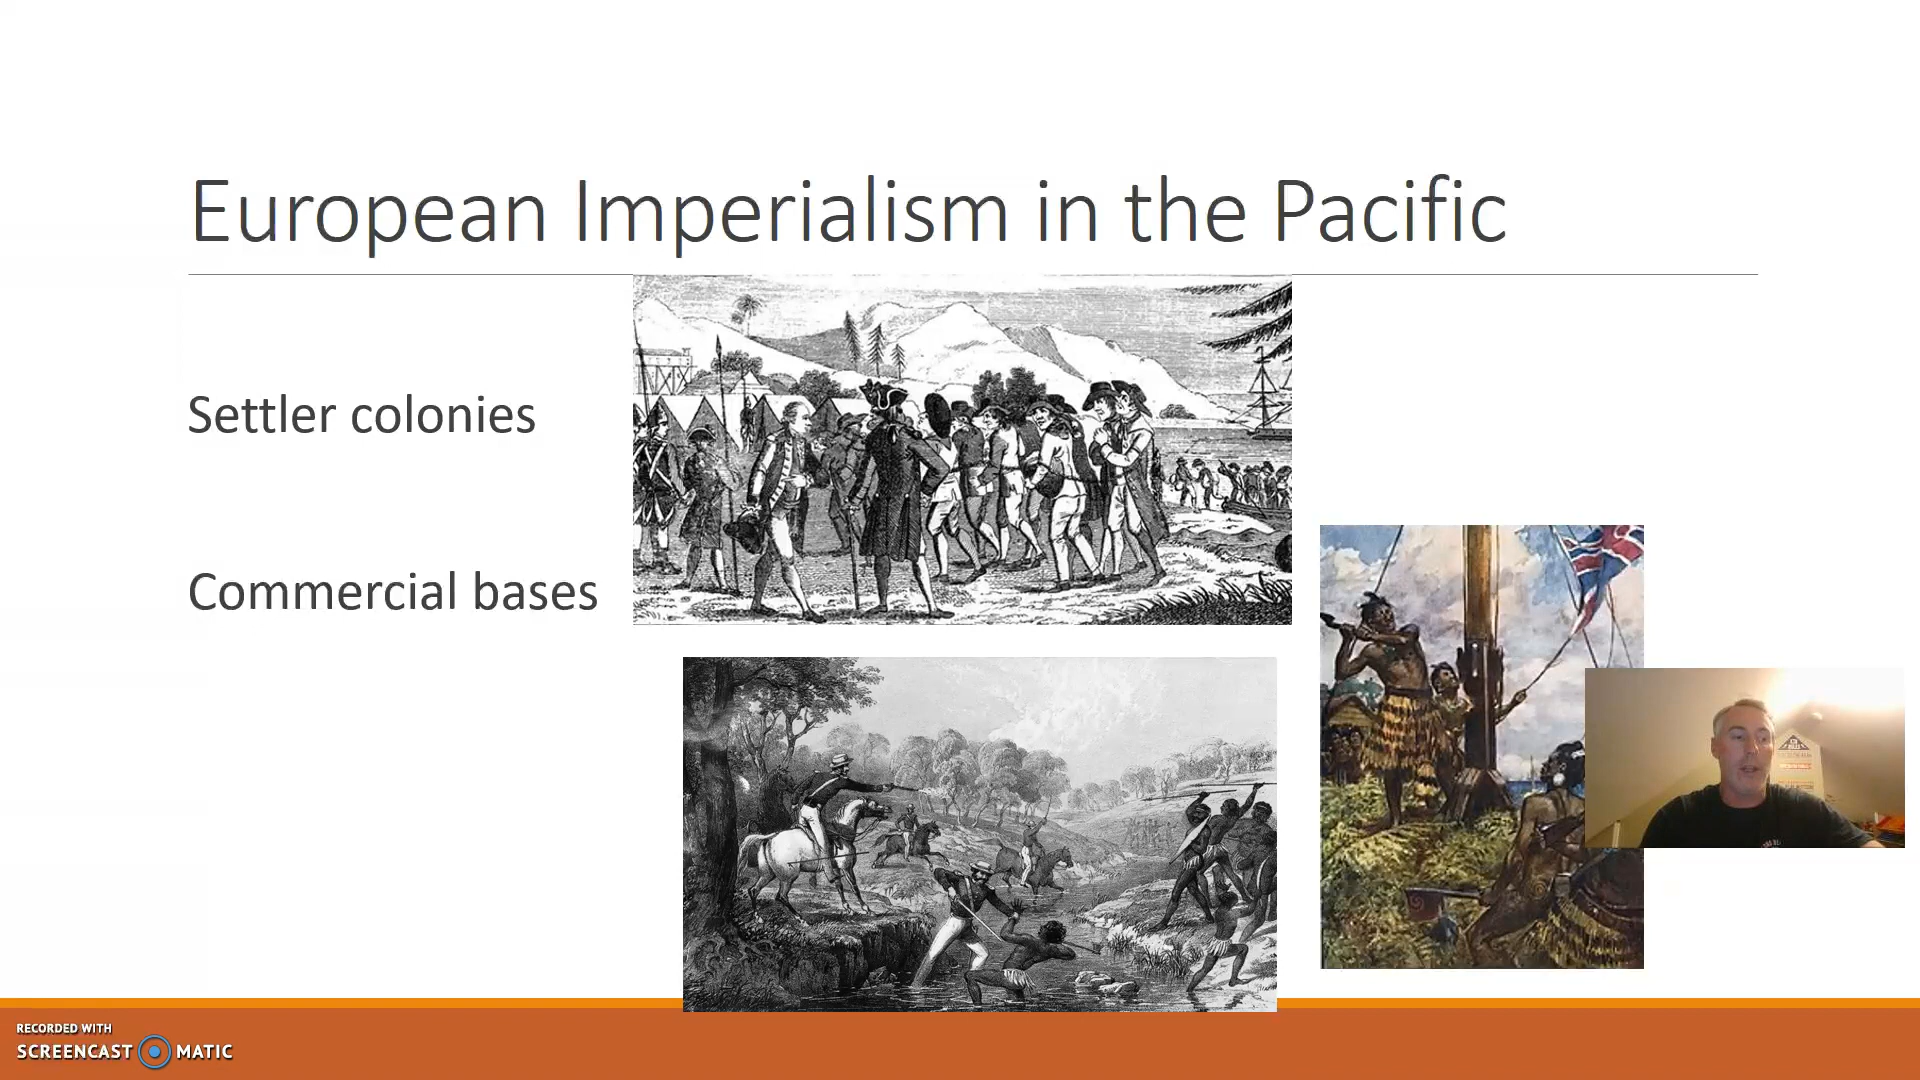 European Imperialism in the Pacific
Settler colonies
Commercial bases
RECORDED WITH
SCREENCAST MATIC